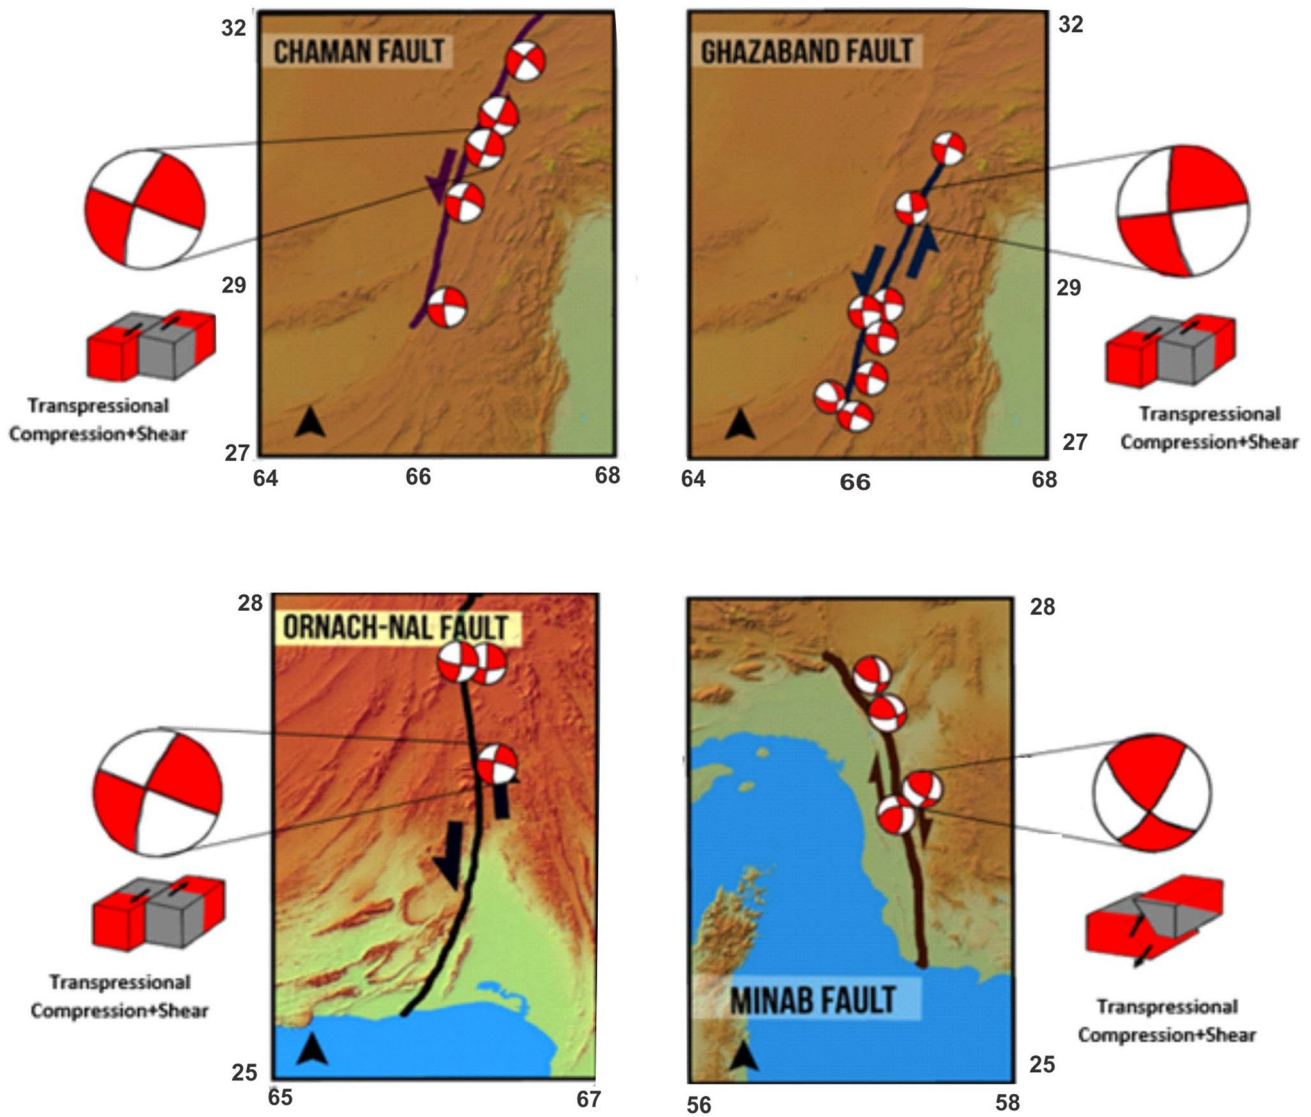 32
CHAMAN FAULT
29
27
64
66
68
Transpressional
Compression+Shear
32
GHAZABAND FAULT
29
27
64
66
68
Transpressional
Compression+Shear
28
ORNACH-NAL FAULT
25
65
67
Transpressional
Compression+Shear
28
MINAB FAULT
25
56
58
Transpressional
Compression+Shear